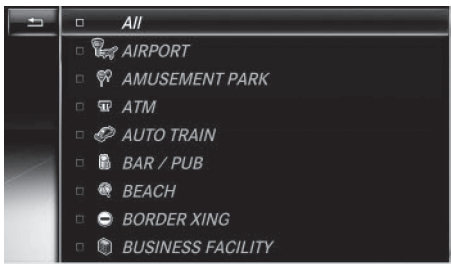 All
AIRPORT
AMUSEMENT PARK
ATM
AUTO TRAIN
BAR / PUB
BEACH
BORDER XING
BUSINESS FACILITY